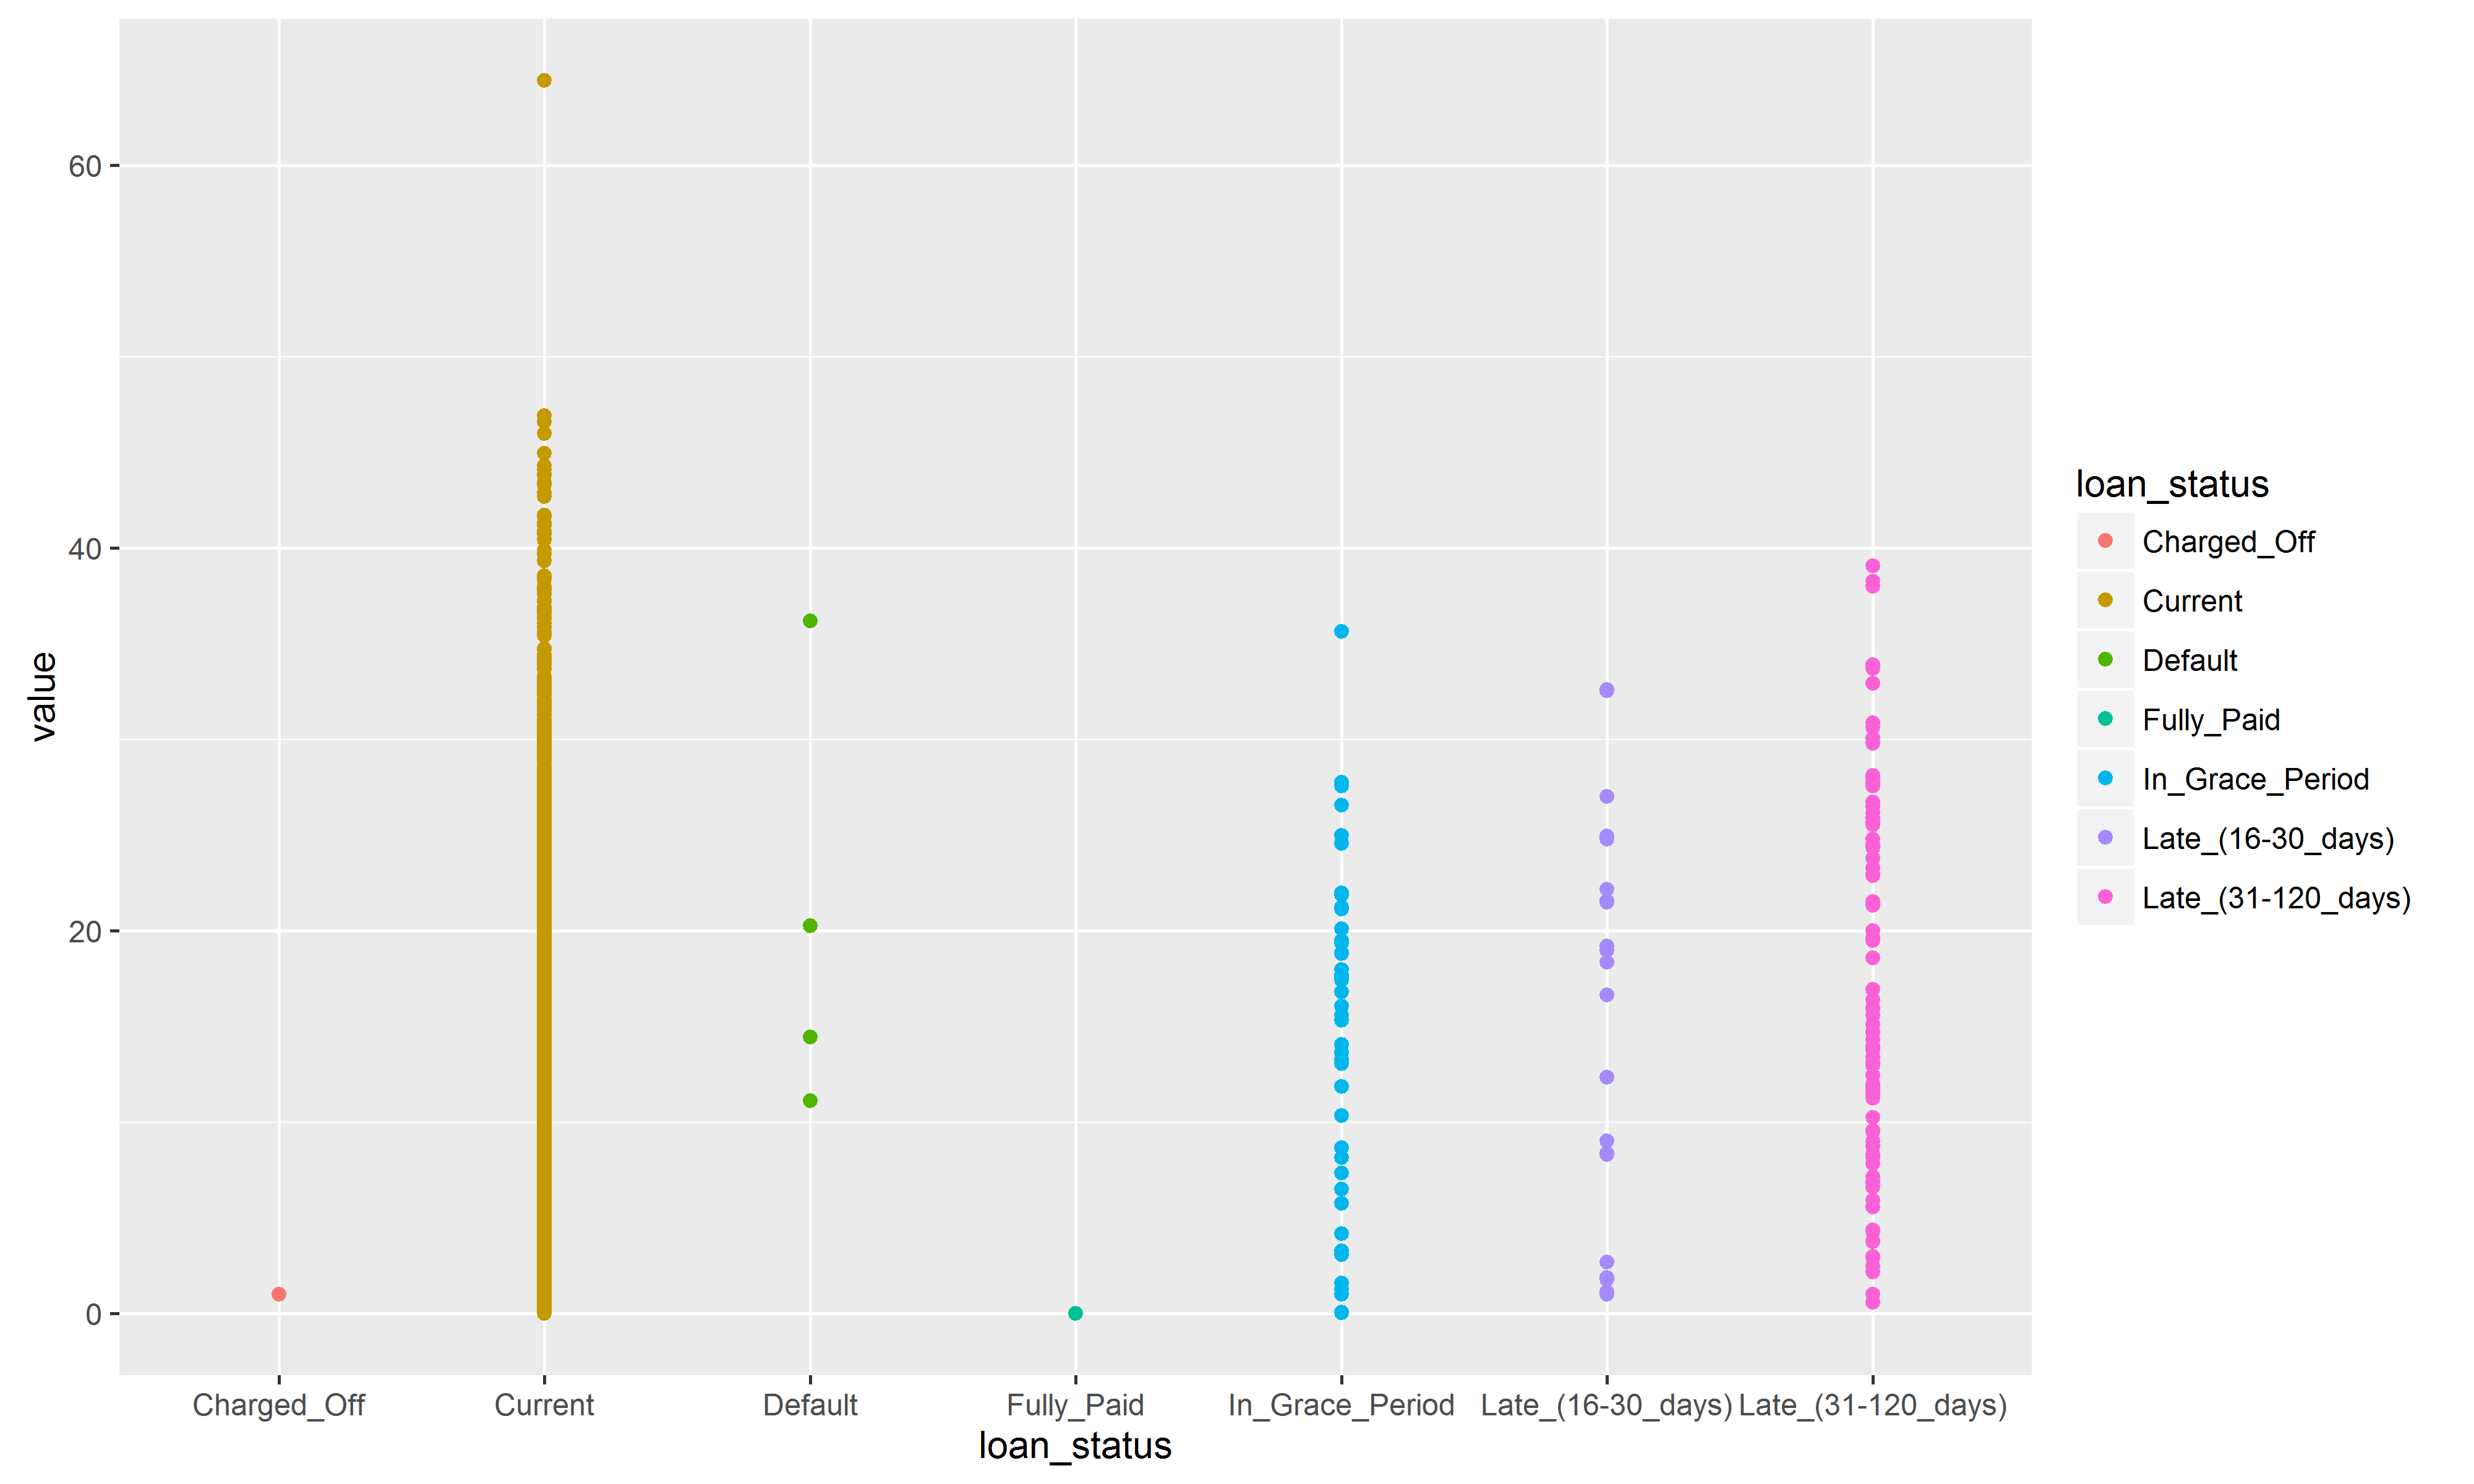 60
40
20
0
value
Charged_Off
Current
Default
Fully_Paid
In_Grace_Period
Late_(16-30_days)
Late_(31-120_days)
loan_status
loan_status
Charged_Off
Current
Default
Fully_Paid
In_Grace_Period
Late_(16-30_days)
Late_(31-120_days)